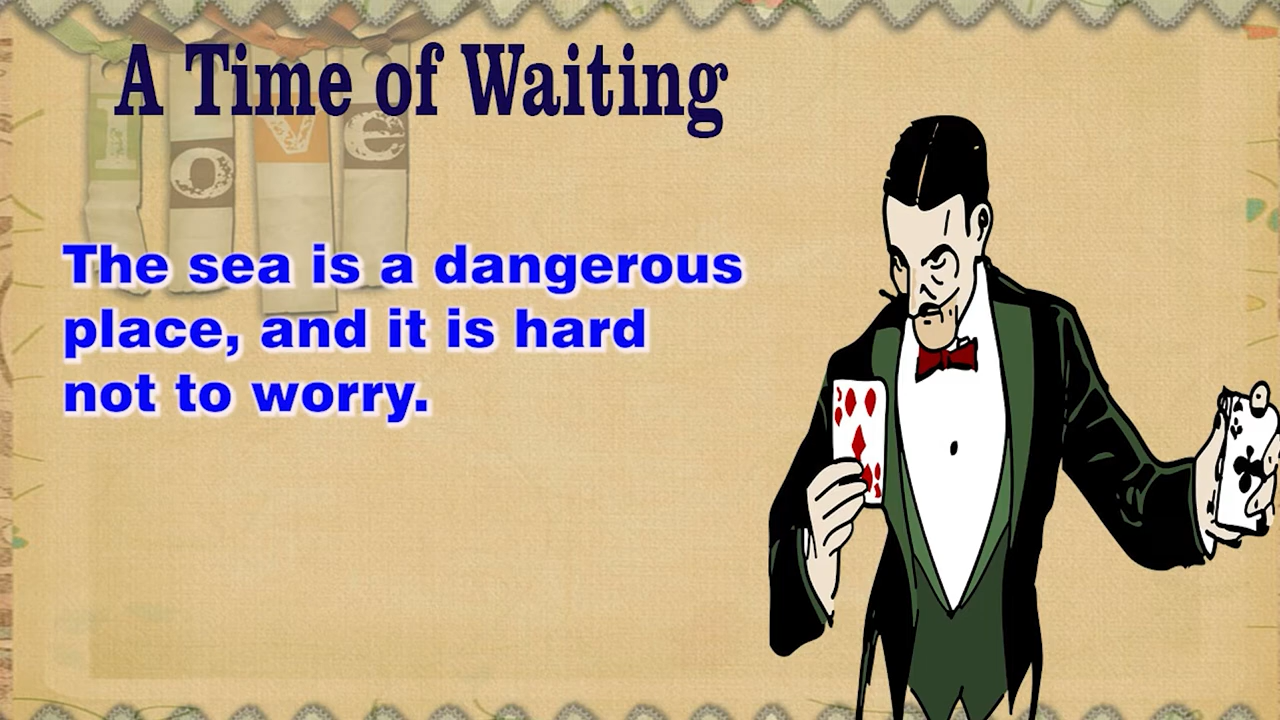 A Time of Waiting
love
The sea is a dangerous
place, and it is hard
not to worry.